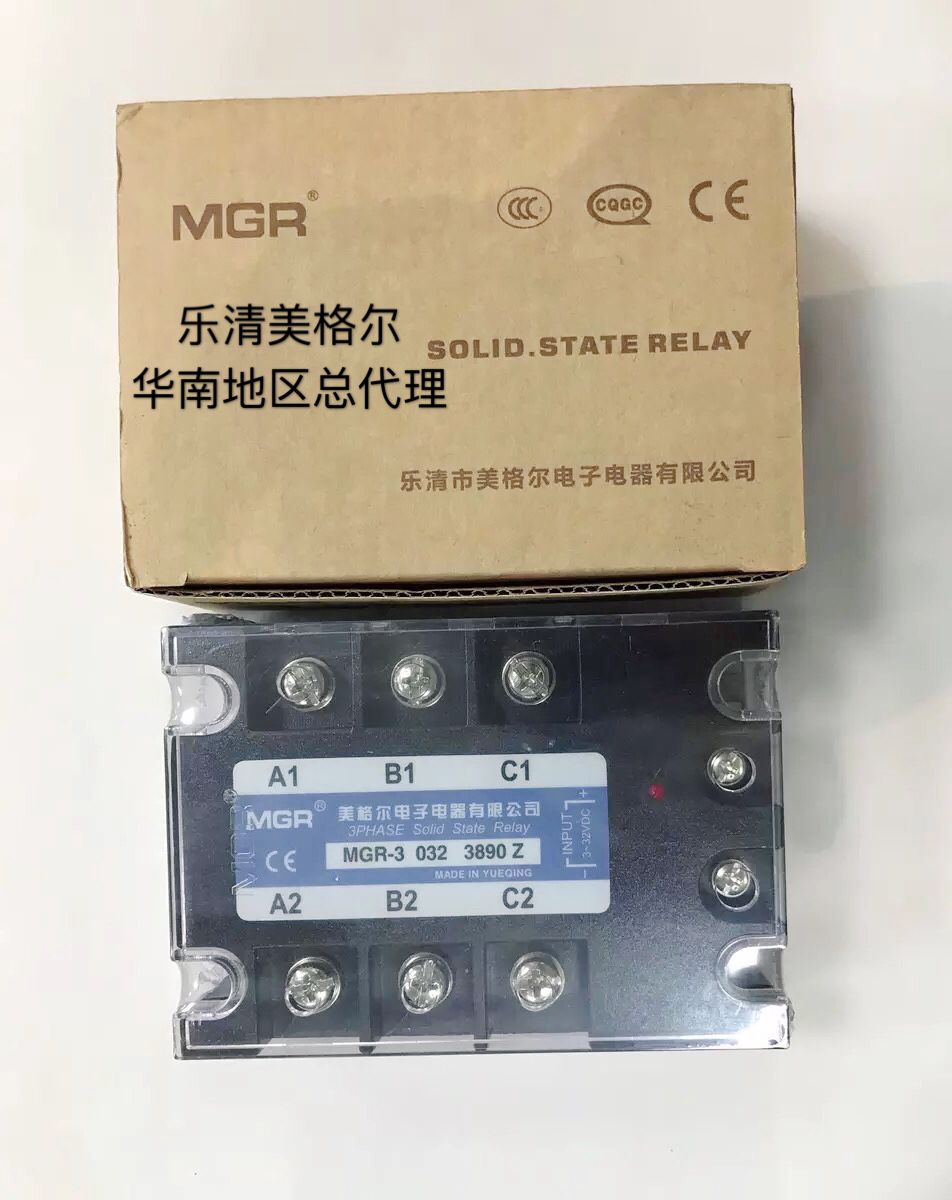 MGR®
CCC
CQGC
CE
乐清美格尔
华南地区总代理
SOLID.STATE RELAY
乐清市美格尔电子电器有限公司
A1 B1 C1
MGR® 美格尔电子电器有限公司
3PHASE Solid State Relay
CE MGR-3 032 3890 Z
MADE IN YUEQING
A2 B2 C2
+
INPUT
3~32VDC
-